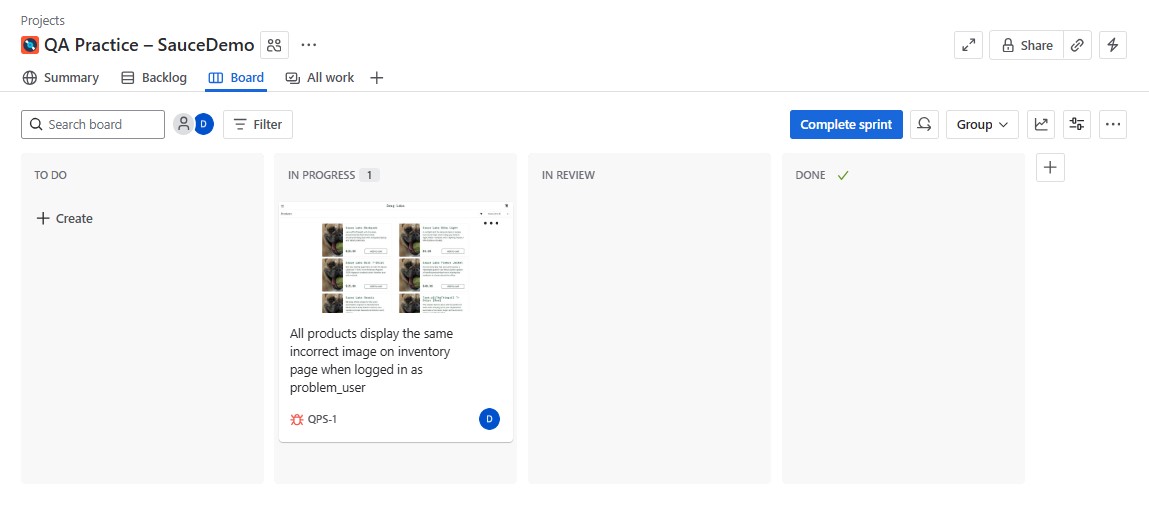 Projects
QA Practice – SauceDemo
Summary
Backlog
Board
All work
Search board
D
Filter
Complete sprint
Group
Share
TO DO
Create
IN PROGRESS 1
Swag Labs
Products
All products display the same
incorrect image on inventory
page when logged in as
problem_user
QPS-1
D
IN REVIEW
DONE